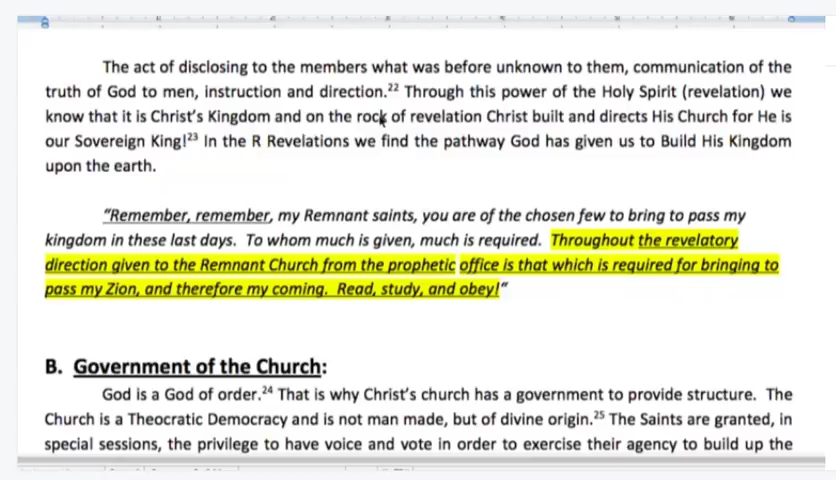 The act of disclosing to the members what was before unknown to them, communication of the
truth of God to men, instruction and direction.²² Through this power of the Holy Spirit (revelation) we
know that it is Christ's Kingdom and on the rock of revelation Christ built and directs His Church for He is
our Sovereign King!²³ In the R Revelations we find the pathway God has given us to Build His Kingdom
upon the earth.
"Remember, remember, my Remnant saints, you are of the chosen few to bring to pass my
kingdom in these last days. To whom much is given, much is required. Throughout the revelatory
direction given to the Remnant Church from the prophetic office is that which is required for bringing to
pass my Zion, and therefore my coming. Read, study, and obey!"
B. Government of the Church:
God is a God of order.²⁴ That is why Christ's church has a government to provide structure. The
Church is a Theocratic Democracy and is not man made, but of divine origin.²⁵ The Saints are granted, in
special sessions, the privilege to have voice and vote in order to exercise their agency to build up the